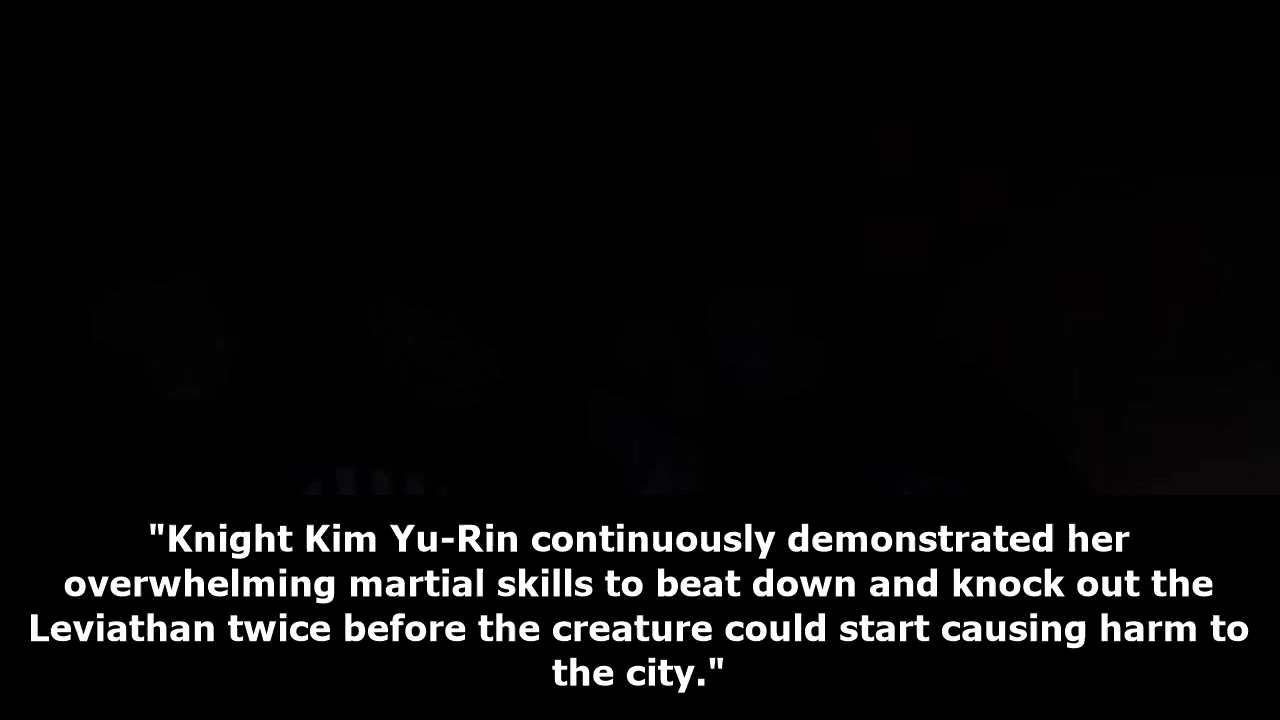 "Knight Kim Yu-Rin continuously demonstrated her
overwhelming martial skills to beat down and knock out the
Leviathan twice before the creature could start causing harm to
the city."